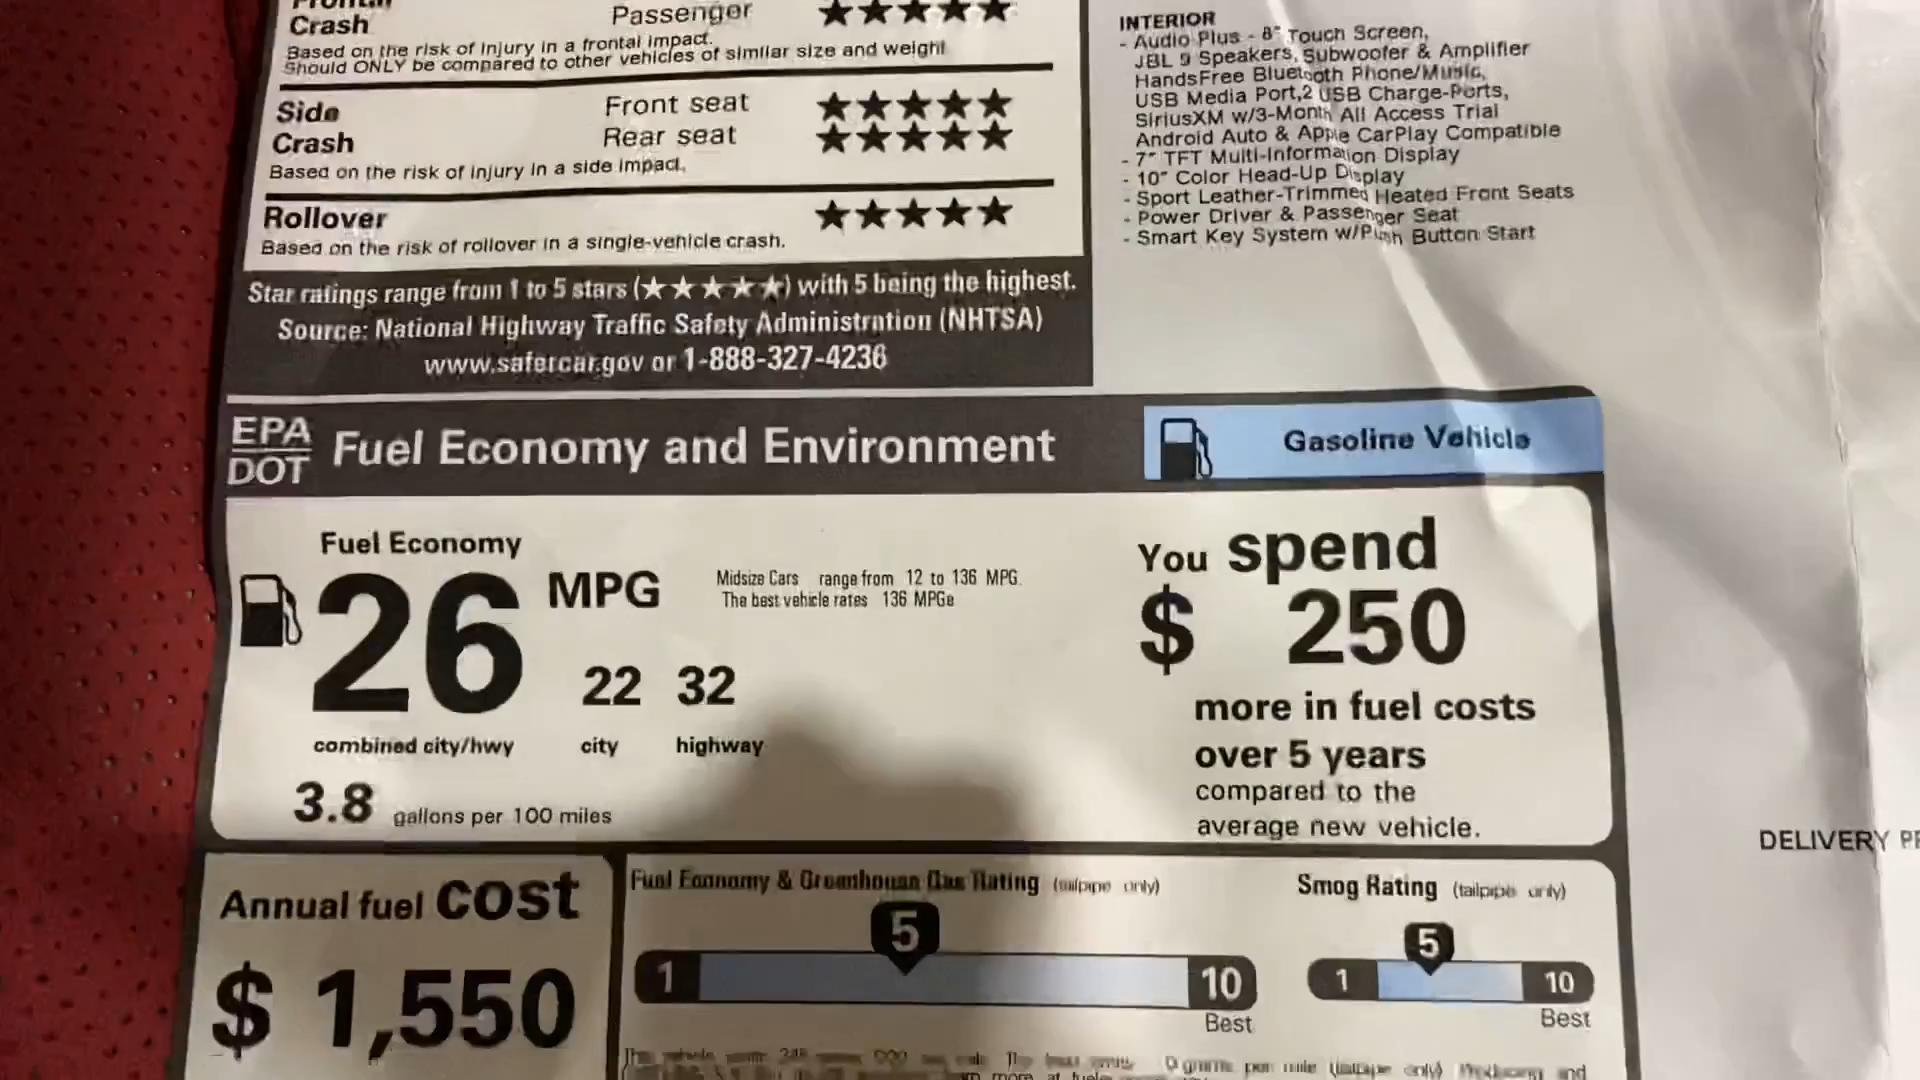 Frontal
Crash
Passenger ★★★★★
Based on the risk of injury in a frontal impact.
Should ONLY be compared to other vehicles of similar size and weight
Side
Crash
Front seat ★★★★★
Rear seat ★★★★★
Based on the risk of injury in a side impact.
Rollover ★★★★★
Based on the risk of rollover in a single-vehicle crash.
Star ratings range from 1 to 5 stars (★★★★★) with 5 being the highest.
Source: National Highway Traffic Safety Administration (NHTSA)
www.safercar.gov or 1-888-327-4236
INTERIOR
- Audio Plus - 8" Touch Screen,
JBL 9 Speakers, Subwoofer & Amplifier
HandsFree Bluetooth Phone/Music,
USB Media Port,2 USB Charge-Ports,
SiriusXM w/3-Month All Access Trial
Android Auto & Apple CarPlay Compatible
- 7" TFT Multi-Information Display
- 10" Color Head-Up Display
- Sport Leather-Trimmed Heated Front Seats
- Power Driver & Passenger Seat
- Smart Key System w/Push Button Start
EPA
DOT
Fuel Economy and Environment
Gasoline Vehicle
Fuel Economy
26 MPG
Midsize Cars range from 12 to 136 MPG.
The best vehicle rates 136 MPGe
22 32
combined city/hwy city highway
3.8 gallons per 100 miles
You spend
$ 250
more in fuel costs
over 5 years
compared to the
average new vehicle.
DELIVERY
Annual fuel cost
$ 1,550
Fuel Economy & Greenhouse Gas Rating (tailpipe only)
5
1 10
Best
Smog Rating (tailpipe only)
5
1 10
Best
0 grams per mile (tailpipe only) Producing and
more at